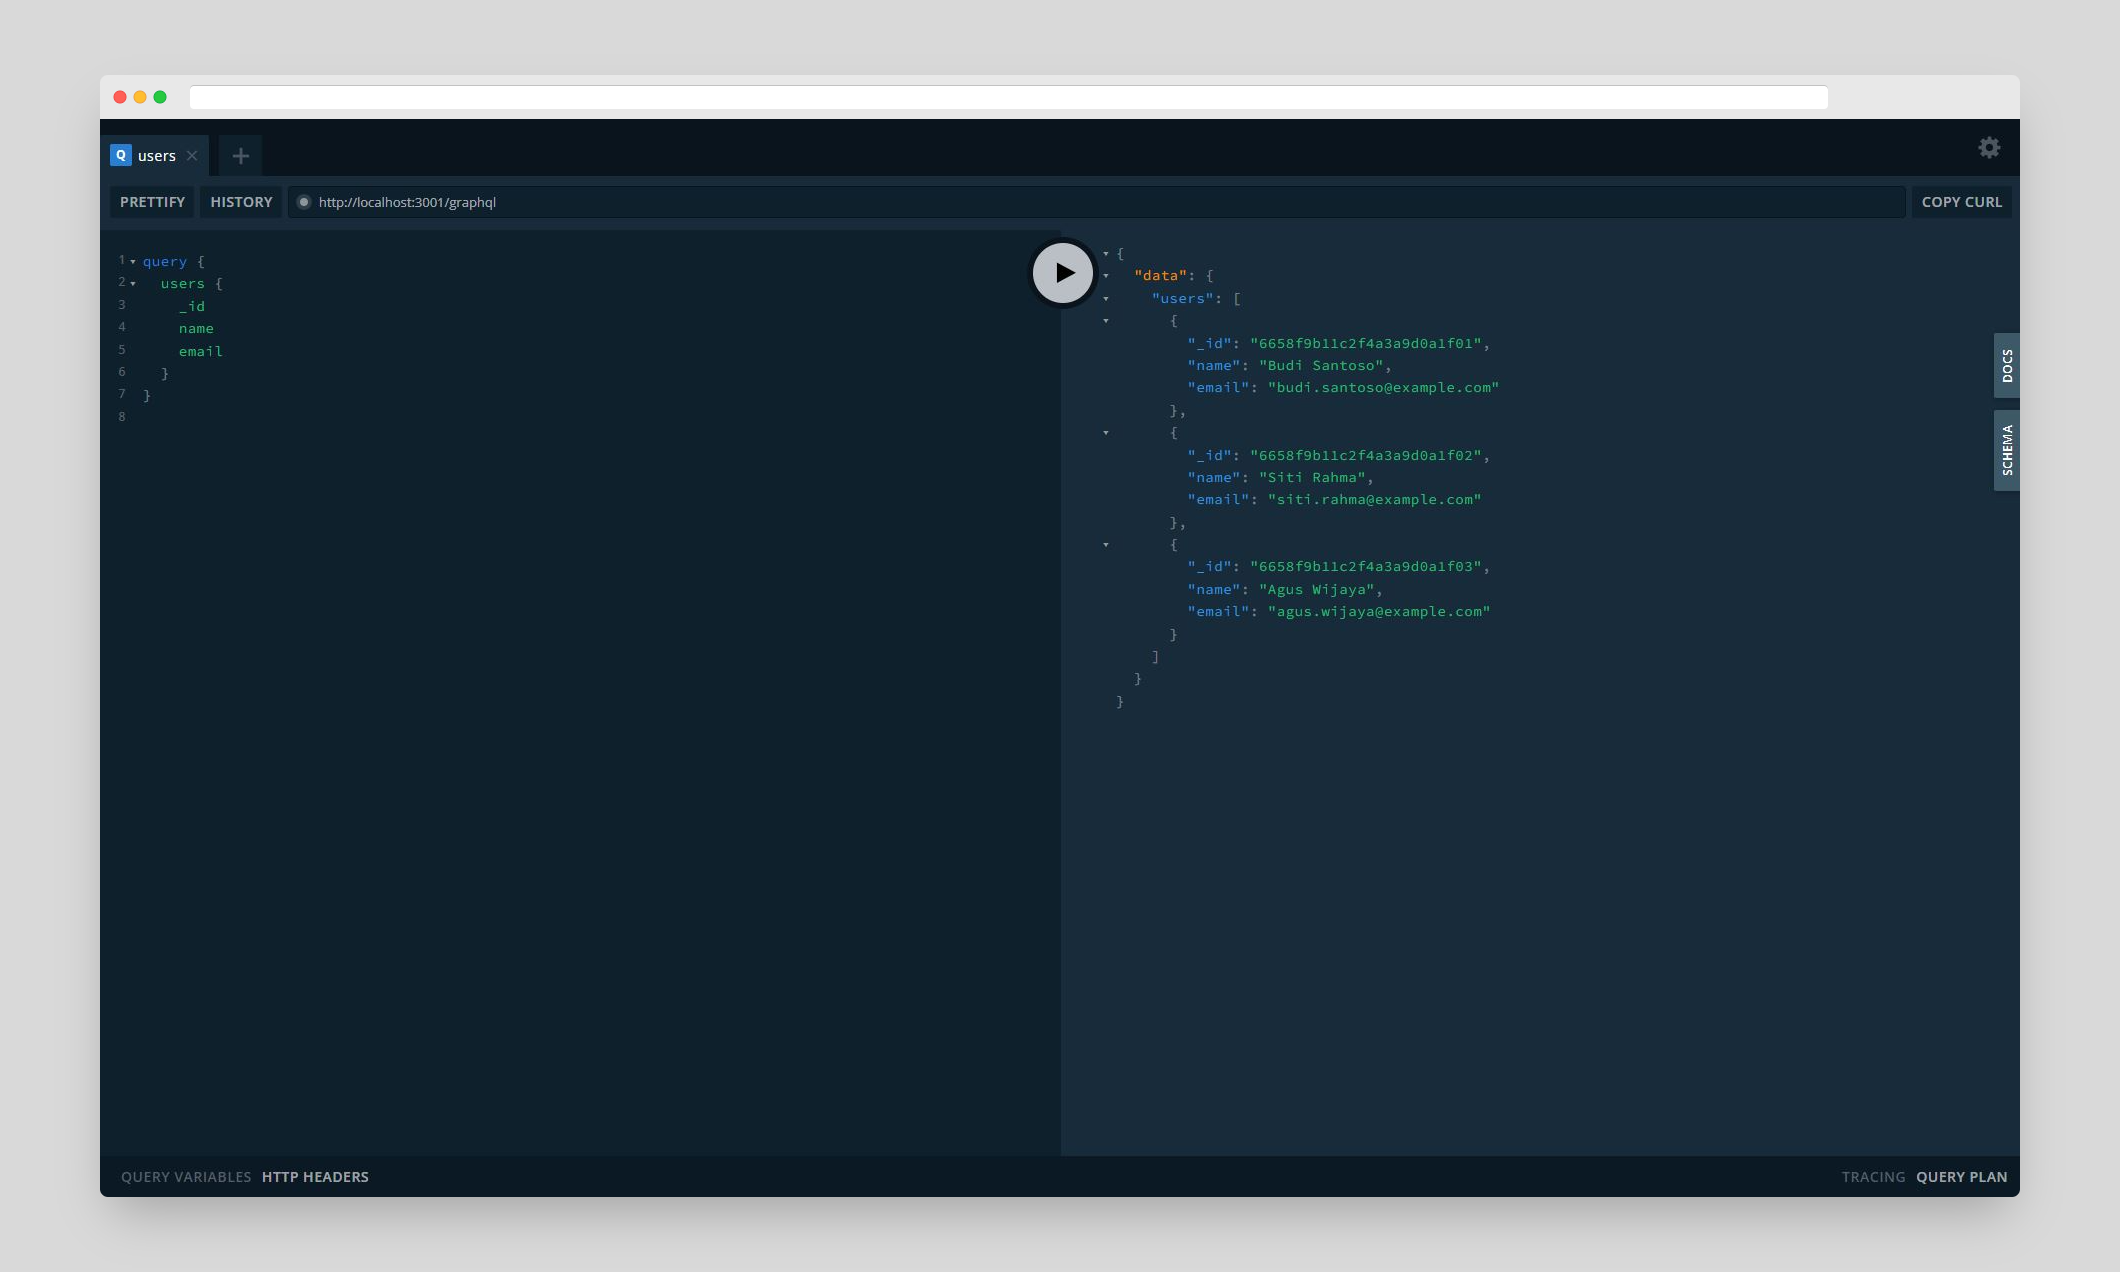 Q users
PRETTIFY HISTORY http://localhost:3001/graphql COPY CURL
1 query {
2 users {
3 _id
4 name
5 email
6 }
7 }
8
{
"data": {
"users": [
{
"_id": "6658f9b11c2f4a3a9d0a1f01",
"name": "Budi Santoso",
"email": "budi.santoso@example.com"
},
{
"_id": "6658f9b11c2f4a3a9d0a1f02",
"name": "Siti Rahma",
"email": "siti.rahma@example.com"
},
{
"_id": "6658f9b11c2f4a3a9d0a1f03",
"name": "Agus Wijaya",
"email": "agus.wijaya@example.com"
}
]
}
}
DOCS
SCHEMA
QUERY VARIABLES HTTP HEADERS
TRACING QUERY PLAN